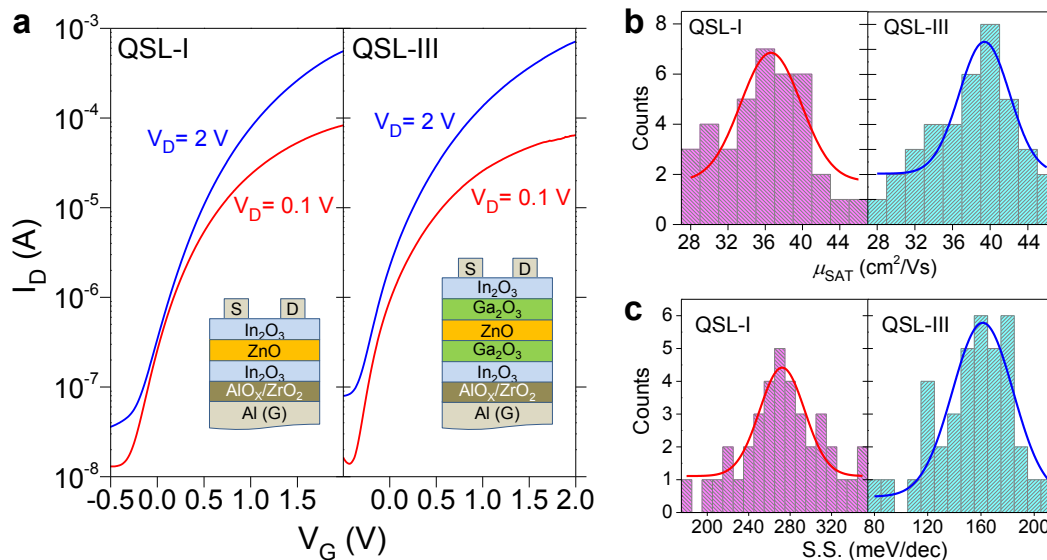 a
QSL-I
QSL-III
V_D = 2 V
V_D = 2 V
V_D = 0.1 V
V_D = 0.1 V
I_D (A)
10^-3
10^-4
10^-5
10^-6
10^-7
10^-8
S D
In₂O₃
ZnO
In₂O₃
AlOₓ/ZrO₂
Al (G)
S D
In₂O₃
Ga₂O₃
ZnO
Ga₂O₃
In₂O₃
AlOₓ/ZrO₂
Al (G)
-0.5 0.0 0.5 1.0 1.5 0.0 0.5 1.0 1.5 2.0
V_G (V)
b
QSL-I
QSL-III
Counts
8
6
4
2
0
28 32 36 40 44 28 32 36 40 44
μ_SAT (cm²/Vs)
c
QSL-I
QSL-III
Counts
6
5
4
3
2
1
0
200 240 280 320 360 80 120 160 200
S.S. (meV/dec)